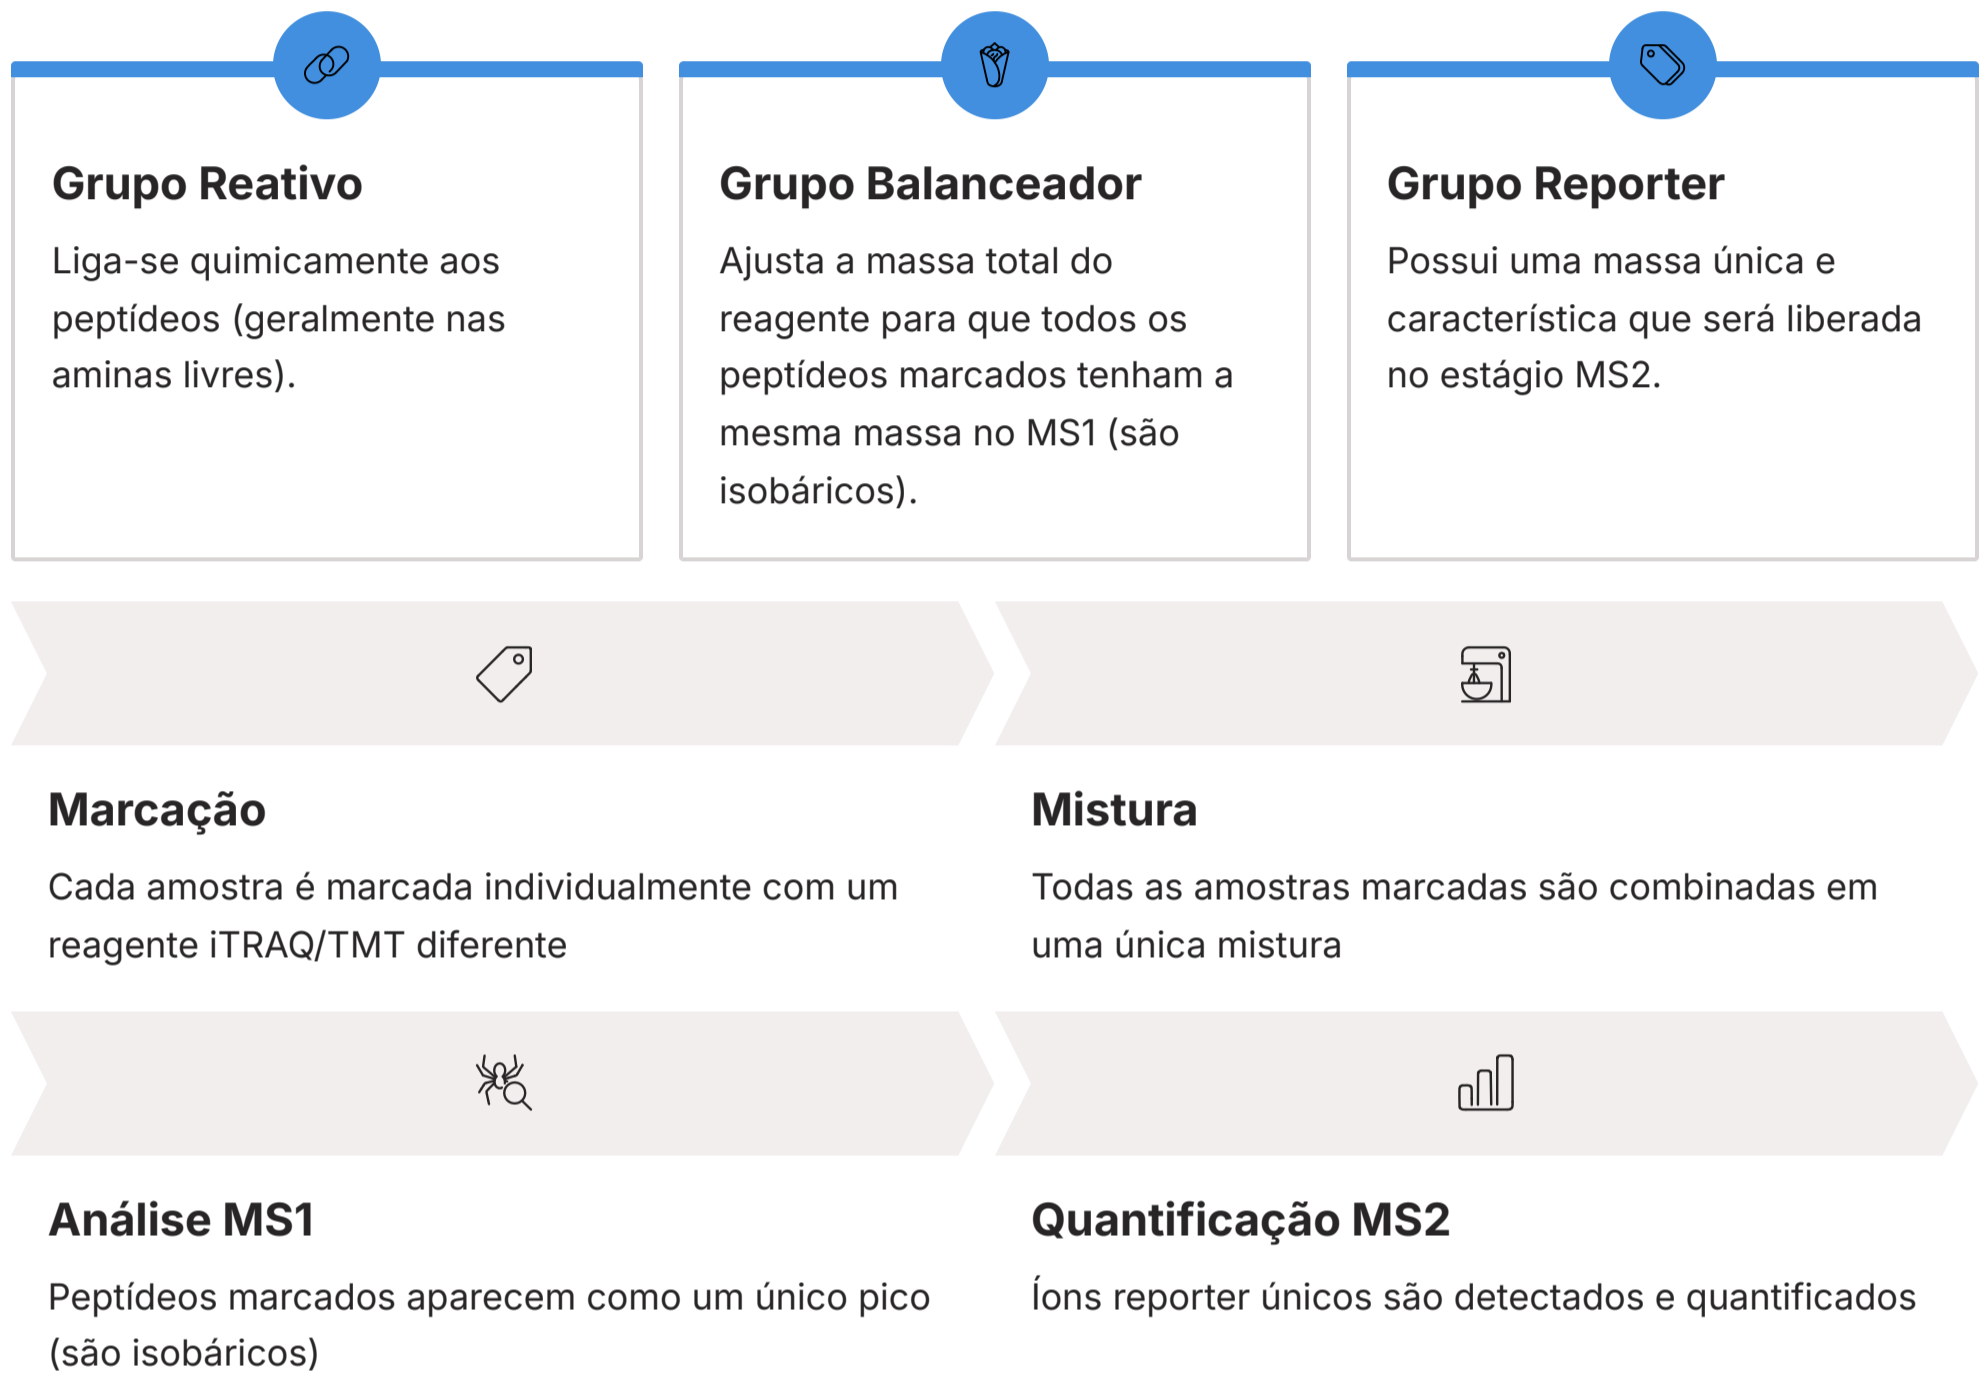 Grupo Reativo
Liga-se quimicamente aos
peptídeos (geralmente nas
aminas livres).
Grupo Balanceador
Ajusta a massa total do
reagente para que todos os
peptídeos marcados tenham a
mesma massa no MS1 (são
isobáricos).
Grupo Reporter
Possui uma massa única e
característica que será liberada
no estágio MS2.
Marcação
Cada amostra é marcada individualmente com um
reagente iTRAQ/TMT diferente
Mistura
Todas as amostras marcadas são combinadas em
uma única mistura
Análise MS1
Peptídeos marcados aparecem como um único pico
(são isobáricos)
Quantificação MS2
Íons reporter únicos são detectados e quantificados